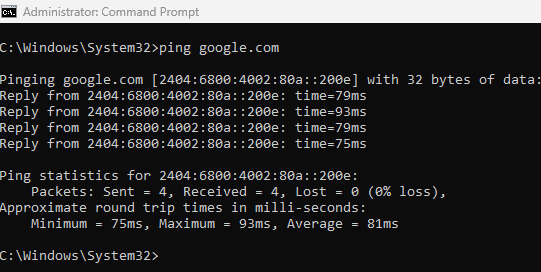 Administrator: Command Prompt
C:\Windows\System32>ping google.com
Pinging google.com [2404:6800:4002:80a::200e] with 32 bytes of data:
Reply from 2404:6800:4002:80a::200e: time=79ms
Reply from 2404:6800:4002:80a::200e: time=93ms
Reply from 2404:6800:4002:80a::200e: time=79ms
Reply from 2404:6800:4002:80a::200e: time=75ms
Ping statistics for 2404:6800:4002:80a::200e:
    Packets: Sent = 4, Received = 4, Lost = 0 (0% loss),
Approximate round trip times in milli-seconds:
    Minimum = 75ms, Maximum = 93ms, Average = 81ms
C:\Windows\System32>